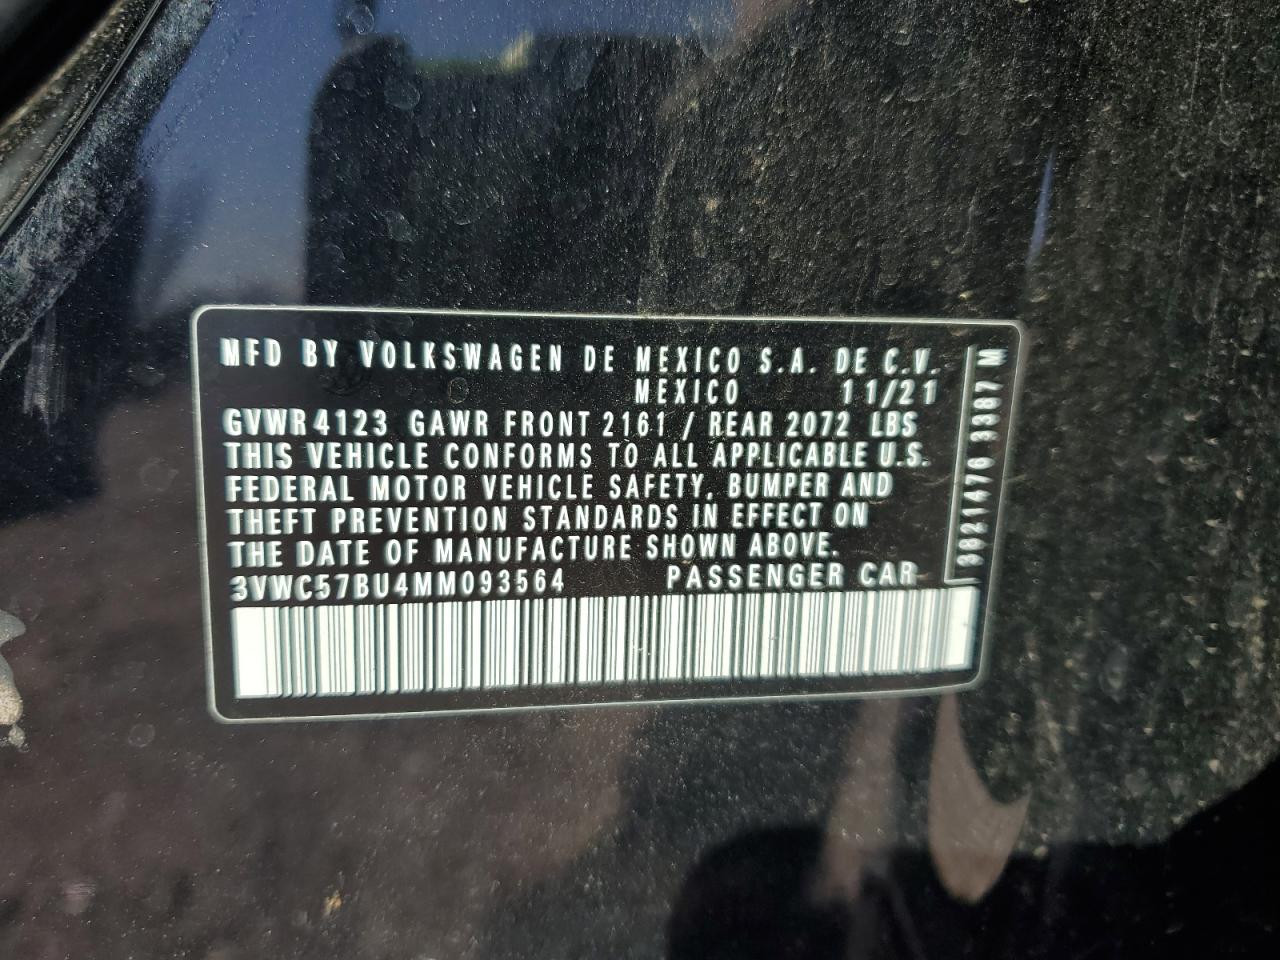 MFD BY VOLKSWAGEN DE MEXICO S.A. DE C.V.
MEXICO 11/21
GVWR 4123 GAWR FRONT 2161 / REAR 2072 LBS
THIS VEHICLE CONFORMS TO ALL APPLICABLE U.S.
FEDERAL MOTOR VEHICLE SAFETY, BUMPER AND
THEFT PREVENTION STANDARDS IN EFFECT ON
THE DATE OF MANUFACTURE SHOWN ABOVE.
3VWC57BU4MM093564 PASSENGER CAR
3821476 3387 M